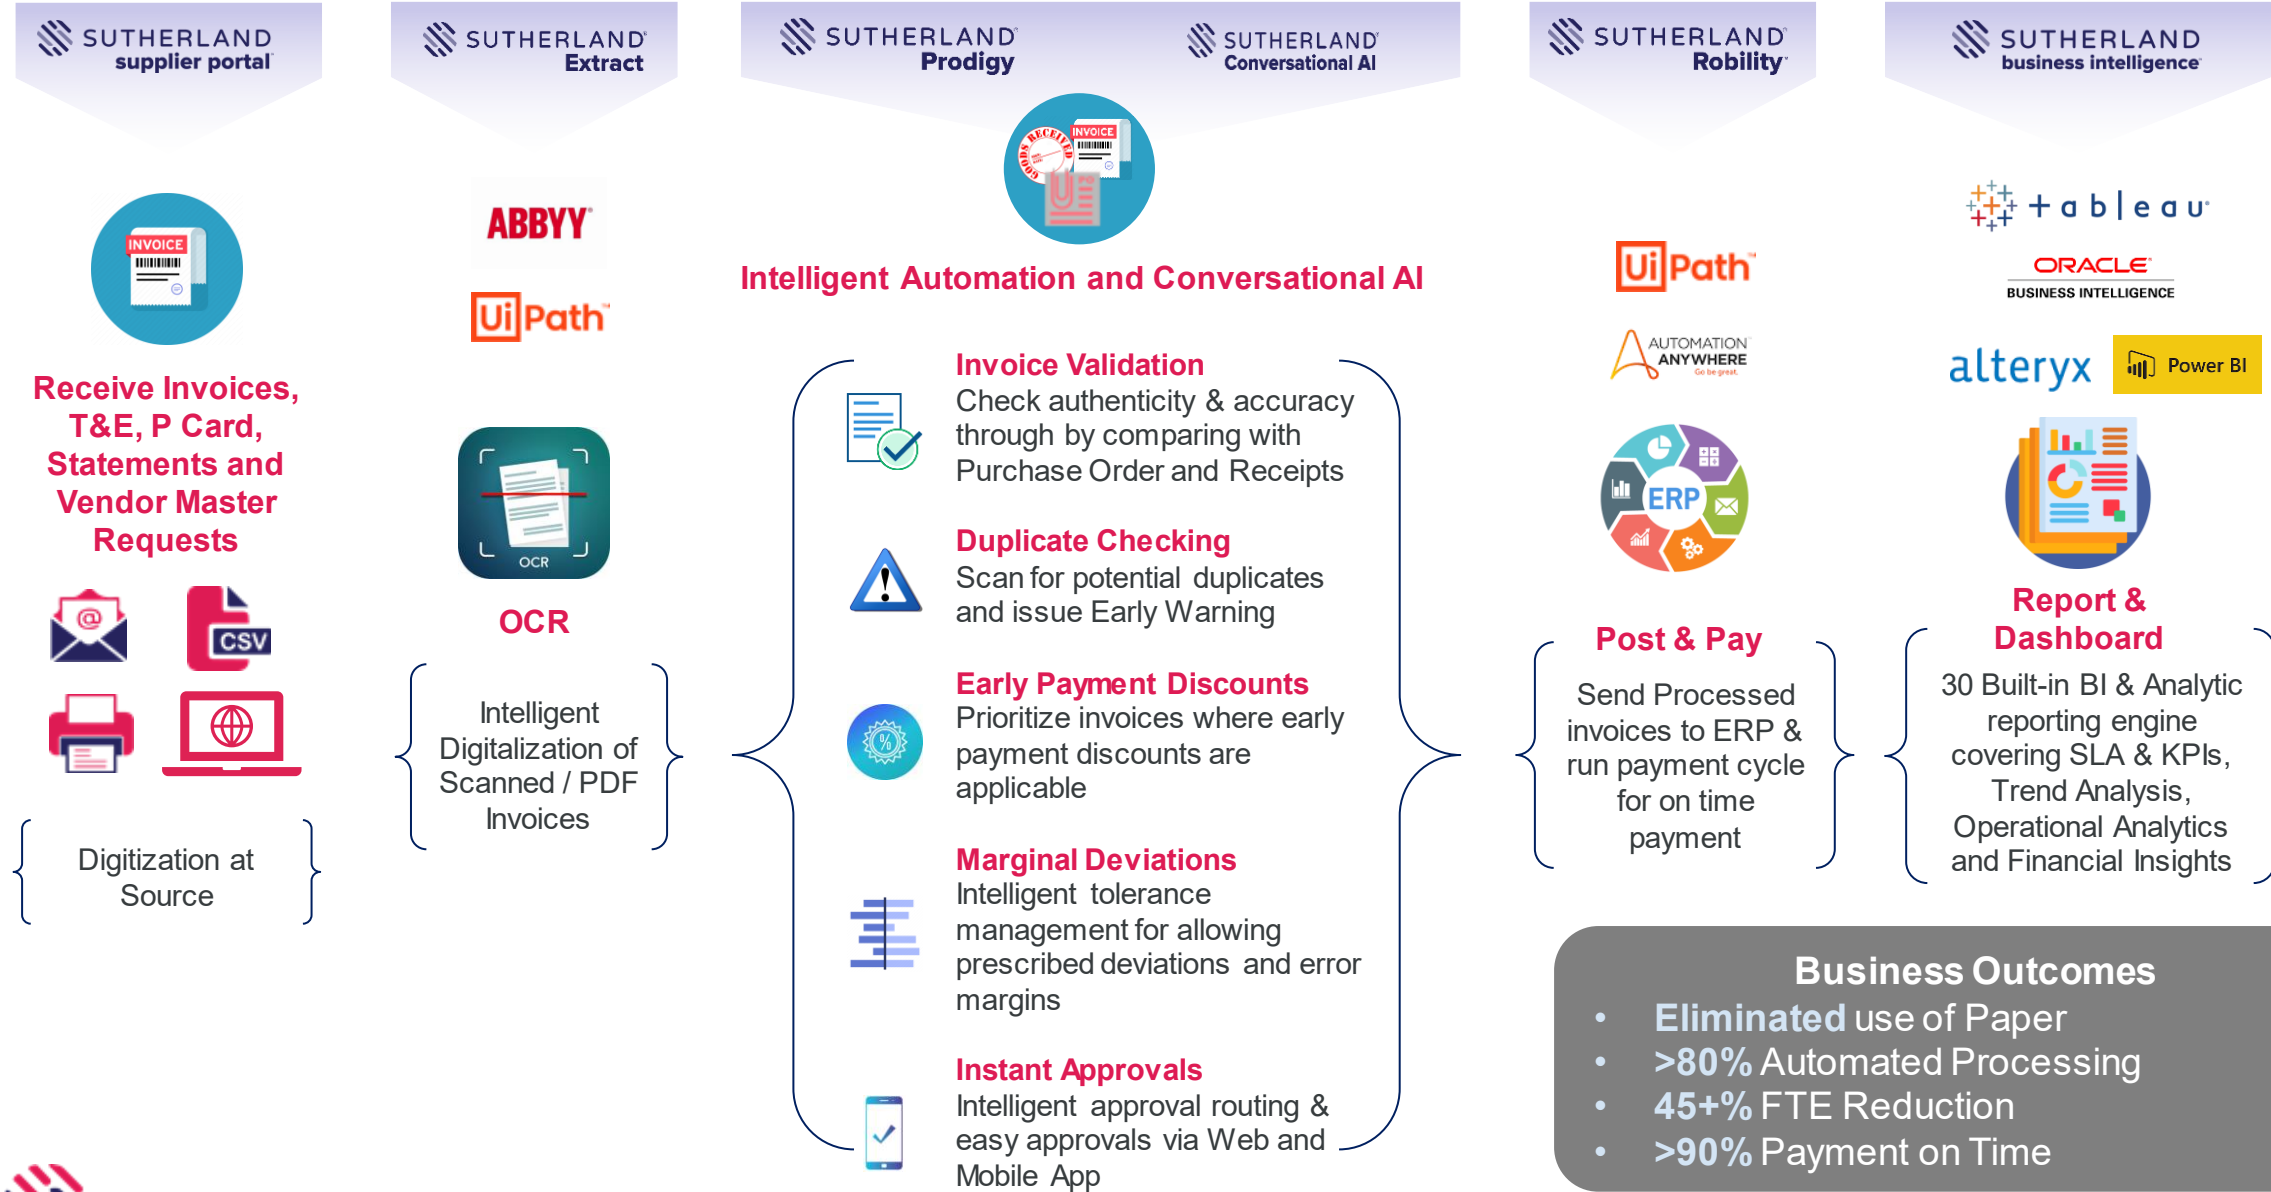 SUTHERLAND
supplier portal
SUTHERLAND
Extract
SUTHERLAND
Prodigy
SUTHERLAND
Conversational AI
SUTHERLAND
Robility
SUTHERLAND
business intelligence
INVOICE
Receive Invoices,
T&E, P Card,
Statements and
Vendor Master
Requests
@
CSV
Digitization at
Source
ABBYY
UiPath
OCR
OCR
Intelligent
Digitalization of
Scanned / PDF
Invoices
GOODS RECEIVED
INVOICE
PO
Intelligent Automation and Conversational AI
Invoice Validation
Check authenticity & accuracy
through by comparing with
Purchase Order and Receipts
Duplicate Checking
Scan for potential duplicates
and issue Early Warning
%
Early Payment Discounts
Prioritize invoices where early
payment discounts are
applicable
Marginal Deviations
Intelligent tolerance
management for allowing
prescribed deviations and error
margins
Instant Approvals
Intelligent approval routing &
easy approvals via Web and
Mobile App
UiPath
AUTOMATION
ANYWHERE
Go be great.
ERP
Post & Pay
Send Processed
invoices to ERP &
run payment cycle
for on time
payment
+ableau
ORACLE
BUSINESS INTELLIGENCE
alteryx
Power BI
Report &
Dashboard
30 Built-in BI & Analytic
reporting engine
covering SLA & KPIs,
Trend Analysis,
Operational Analytics
and Financial Insights
Business Outcomes
• Eliminated use of Paper
• >80% Automated Processing
• 45+% FTE Reduction
• >90% Payment on Time